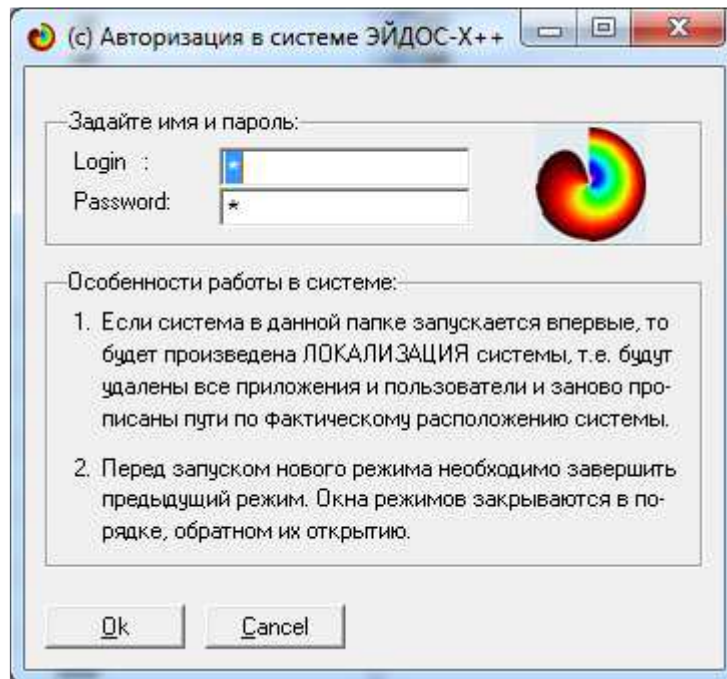 (с) Авторизация в системе ЭЙДОС-Х++
Задайте имя и пароль:
Login :
*
Password:
*
Особенности работы в системе:
1. Если система в данной папке запускается впервые, то
будет произведена ЛОКАЛИЗАЦИЯ системы, т.е. будут
удалены все приложения и пользователи и заново про-
писаны пути по фактическому расположению системы.
2. Перед запуском нового режима необходимо завершить
предыдущий режим. Окна режимов закрываются в по-
рядке, обратном их открытию.
Ok
Cancel